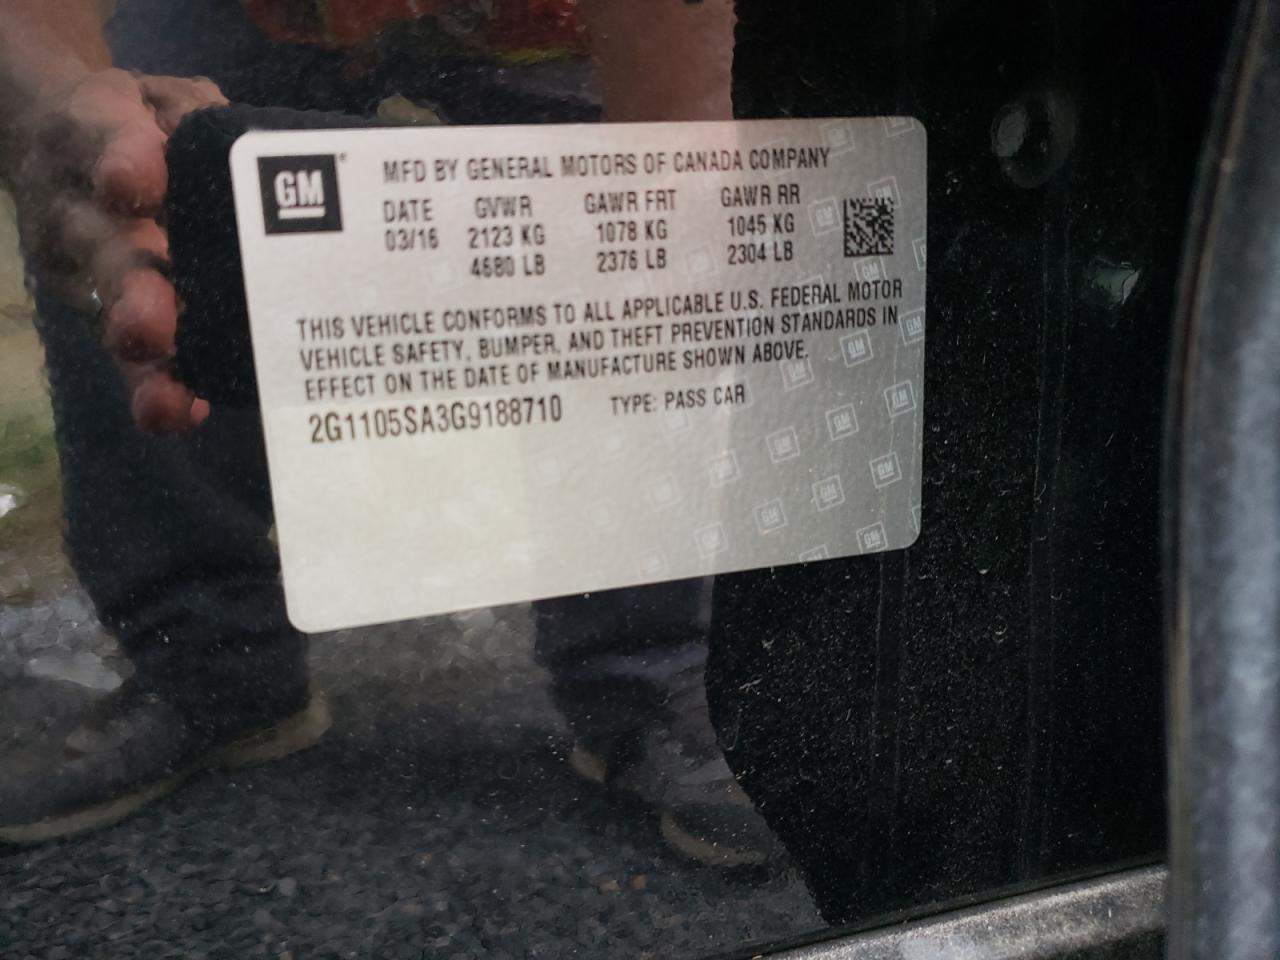 GM
MFD BY GENERAL MOTORS OF CANADA COMPANY
DATE GVWR GAWR FRT GAWR RR
03/16 2123 KG 1078 KG 1045 KG
4680 LB 2376 LB 2304 LB
THIS VEHICLE CONFORMS TO ALL APPLICABLE U.S. FEDERAL MOTOR
VEHICLE SAFETY, BUMPER, AND THEFT PREVENTION STANDARDS IN
EFFECT ON THE DATE OF MANUFACTURE SHOWN ABOVE.
2G1105SA3G9188710 TYPE: PASS CAR